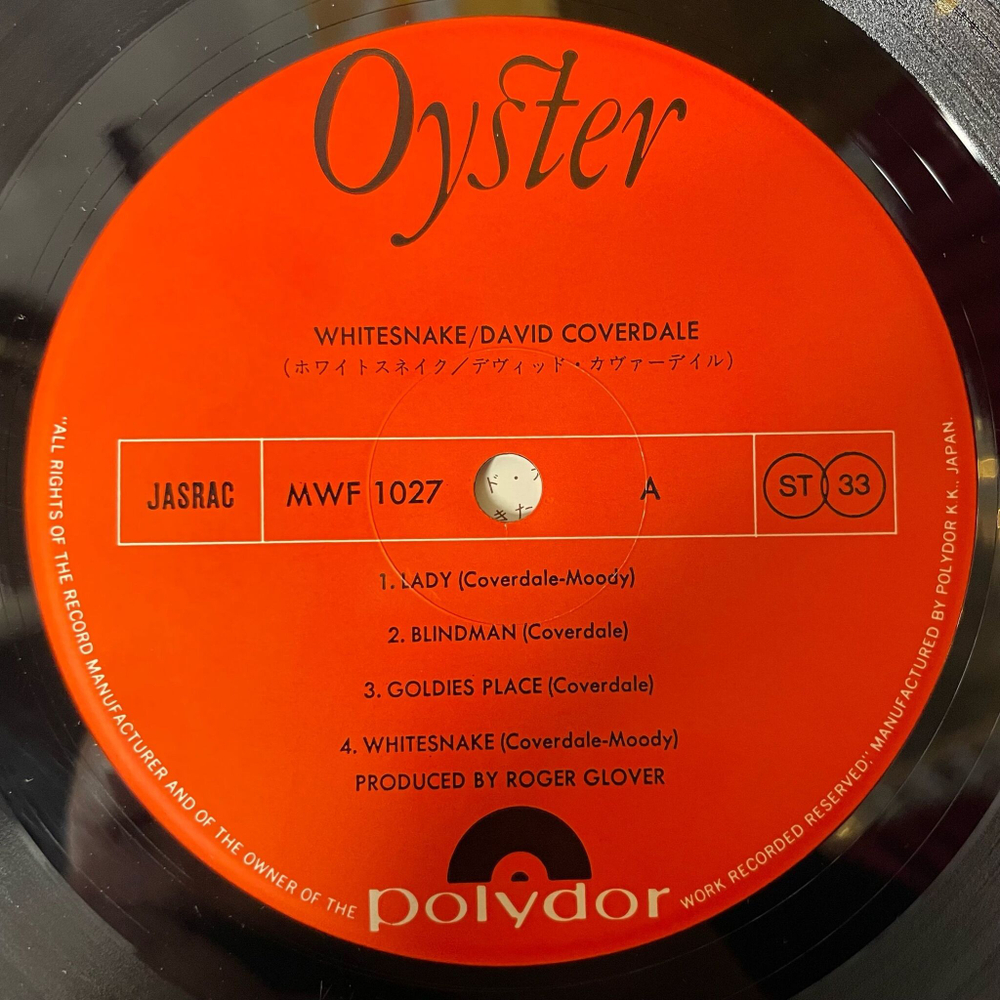 Oyster
WHITESNAKE/DAVID COVERDALE
(ホワイトスネイク/デヴィッド・カヴァーデイル)
JASRAC
MWF 1027
A
ST 33
1. LADY (Coverdale-Moody)
2. BLINDMAN (Coverdale)
3. GOLDIES PLACE (Coverdale)
4. WHITESNAKE (Coverdale-Moody)
PRODUCED BY ROGER GLOVER
polydor
"ALL RIGHTS OF THE RECORD MANUFACTURER AND OF THE OWNER OF THE WORK RECORDED RESERVED." MANUFACTURED BY POLYDOR K.K., JAPAN.